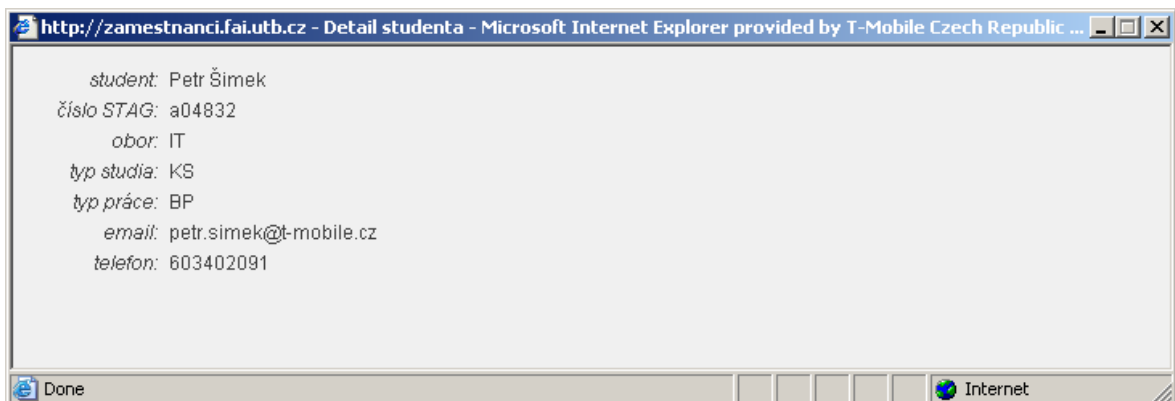 http://zamestnanci.fai.utb.cz - Detail studenta - Microsoft Internet Explorer provided by T-Mobile Czech Republic ...
student: Petr Šimek
číslo STAG: a04832
obor: IT
typ studia: KS
typ práce: BP
email: petr.simek@t-mobile.cz
telefon: 603402091
Done Internet